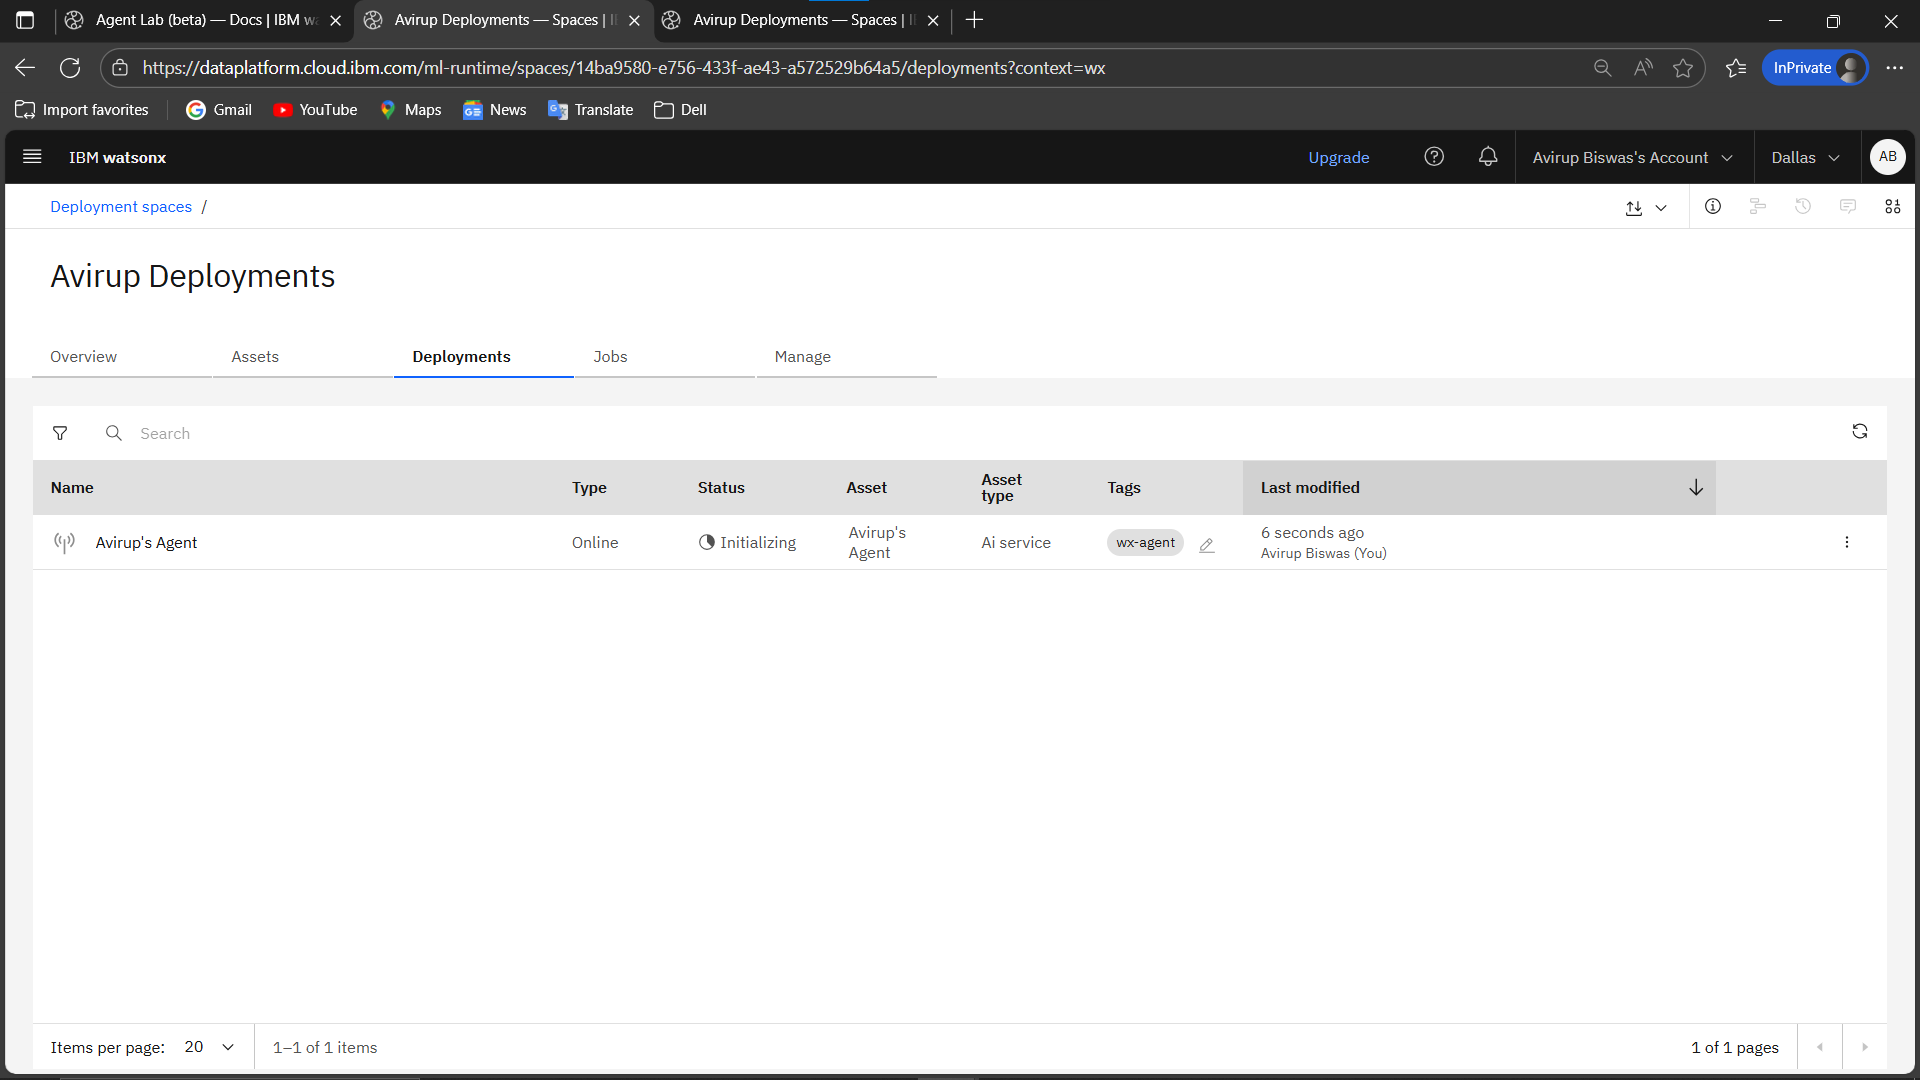 Agent Lab (beta) — Docs | IBM w
Avirup Deployments — Spaces |
Avirup Deployments — Spaces |
https://dataplatform.cloud.ibm.com/ml-runtime/spaces/14ba9580-e756-433f-ae43-a572529b64a5/deployments?context=wx
InPrivate
Import favorites
Gmail
YouTube
Maps
News
Translate
Dell
IBM watsonx
Upgrade
Avirup Biswas's Account
Dallas
AB
Deployment spaces /
Avirup Deployments
Overview
Assets
Deployments
Jobs
Manage
Search
Name
Type
Status
Asset
Asset
type
Tags
Last modified
Avirup's Agent
Online
Initializing
Avirup's
Agent
Ai service
wx-agent
6 seconds ago
Avirup Biswas (You)
Items per page: 20
1–1 of 1 items
1 of 1 pages